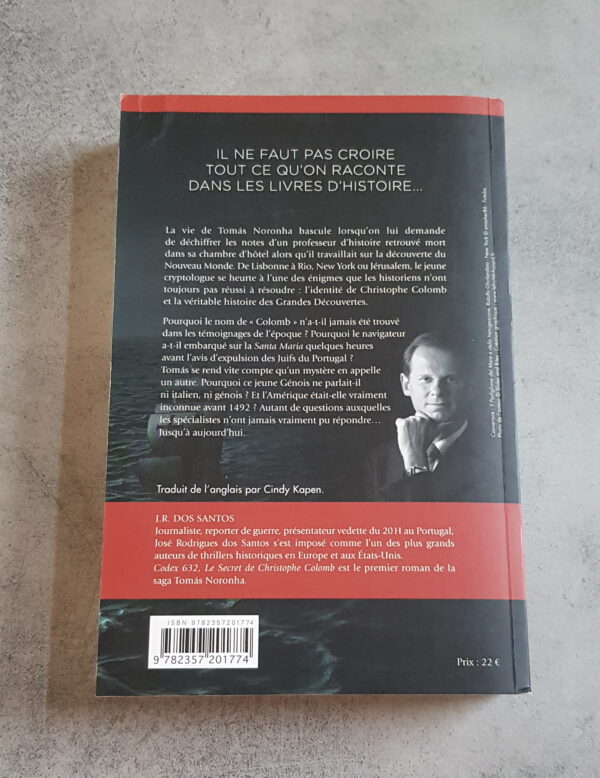 IL NE FAUT PAS CROIRE
TOUT CE QU'ON RACONTE
DANS LES LIVRES D'HISTOIRE...
La vie de Tomás Noronha bascule lorsqu'on lui demande
de déchiffrer les notes d'un professeur d'histoire retrouvé mort
dans sa chambre d'hôtel alors qu'il travaillait sur la découverte du
Nouveau Monde. De Lisbonne à Rio, New York ou Jérusalem, le jeune
cryptologue se heurte à l'une des énigmes que les historiens n'ont
toujours pas réussi à résoudre : l'identité de Christophe Colomb
et la véritable histoire des Grandes Découvertes.
Pourquoi le nom de « Colomb » n'a-t-il jamais été trouvé
dans les témoignages de l'époque ? Pourquoi le navigateur
a-t-il embarqué sur la Santa Maria quelques heures
avant l'avis d'expulsion des Juifs du Portugal ?
Tomás se rend vite compte qu'un mystère en appelle
un autre. Pourquoi ce jeune Génois ne parlait-il
ni italien, ni génois ? Et l'Amérique était-elle vraiment
inconnue avant 1492 ? Autant de questions auxquelles
les spécialistes n'ont jamais vraiment pu répondre...
Jusqu'à aujourd'hui.
Traduit de l'anglais par Cindy Kapen.
J.R. DOS SANTOS
Journaliste, reporter de guerre, présentateur vedette du 20H au Portugal,
José Rodrigues dos Santos s'est imposé comme l'un des plus grands
auteurs de thrillers historiques en Europe et aux États-Unis.
Codex 632, Le Secret de Christophe Colomb est le premier roman de la
saga Tomás Noronha.
ISBN 9782357201774
9 782357 201774
Prix : 22 €